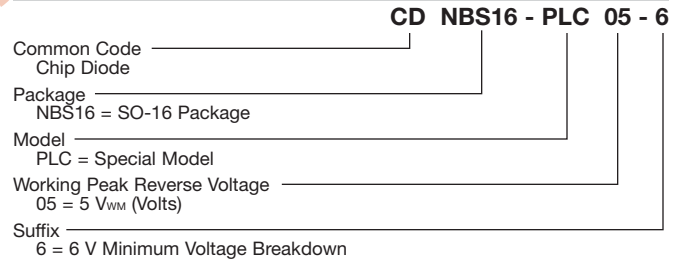 CD NBS16 - PLC 05 - 6
Common Code
Chip Diode
Package
NBS16 = SO-16 Package
Model
PLC = Special Model
Working Peak Reverse Voltage
05 = 5 VWM (Volts)
Suffix
6 = 6 V Minimum Voltage Breakdown